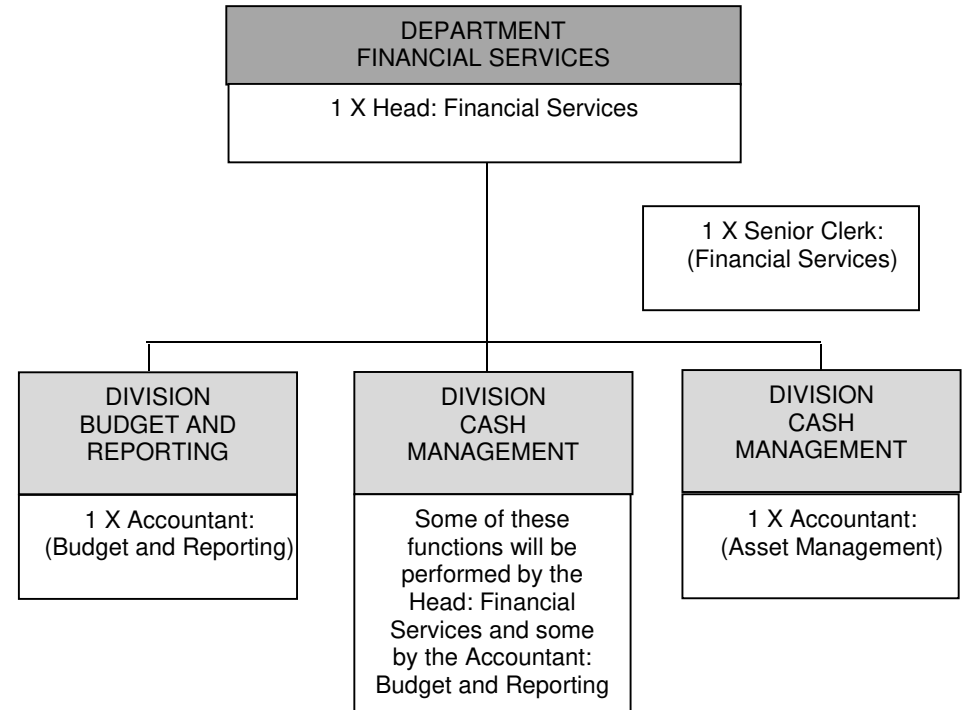 DEPARTMENT
FINANCIAL SERVICES
1 X Head: Financial Services
1 X Senior Clerk:
(Financial Services)
DIVISION
BUDGET AND
REPORTING
1 X Accountant:
(Budget and Reporting)
DIVISION
CASH
MANAGEMENT
Some of these
functions will be
performed by the
Head: Financial
Services and some
by the Accountant:
Budget and Reporting
DIVISION
CASH
MANAGEMENT
1 X Accountant:
(Asset Management)